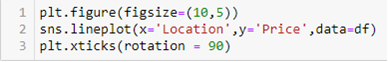 1 plt.figure(figsize=(10,5))
2 sns.lineplot(x='Location',y='Price',data=df)
3 plt.xticks(rotation = 90)